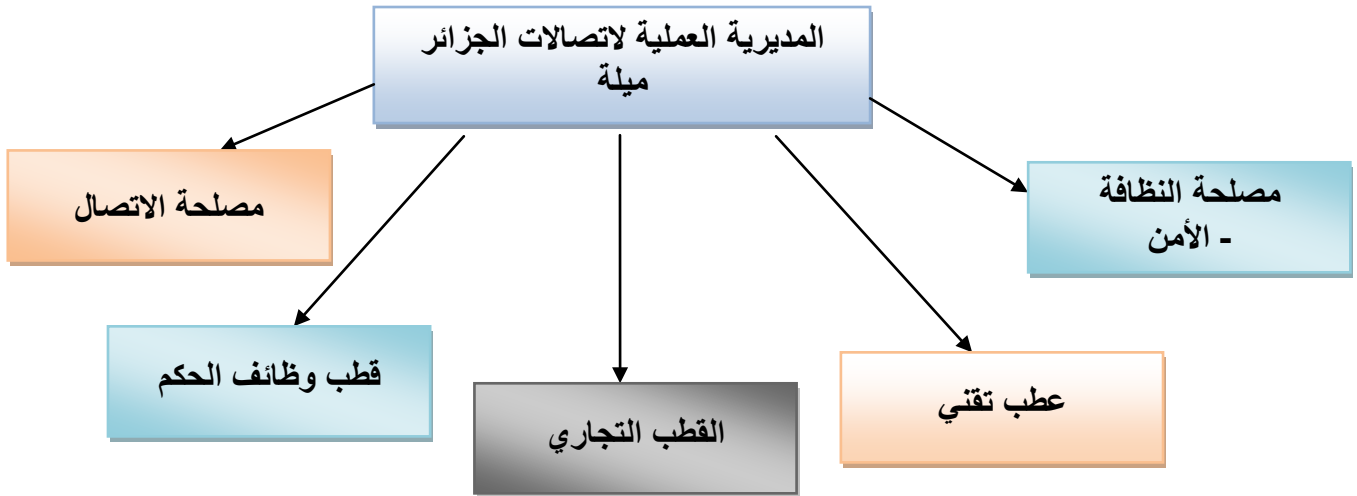 المديرية العملية لاتصالات الجزائر
ميلة
مصلحة النظافة
- الأمن
مصلحة الاتصال
قطب وظائف الحكم
عطب تقني
القطب التجاري